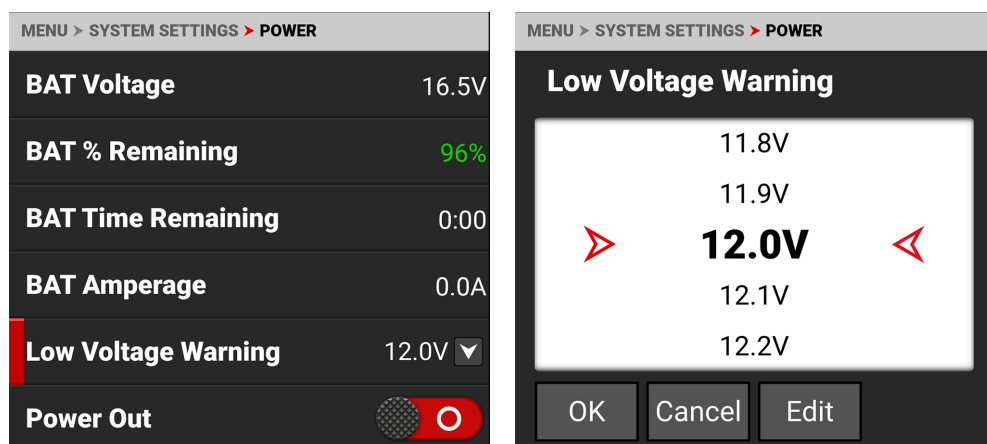 MENU > SYSTEM SETTINGS > POWER
BAT Voltage 16.5V
BAT % Remaining 96%
BAT Time Remaining 0:00
BAT Amperage 0.0A
Low Voltage Warning 12.0V
Power Out
MENU > SYSTEM SETTINGS > POWER
Low Voltage Warning
11.8V
11.9V
12.0V
12.1V
12.2V
OK Cancel Edit